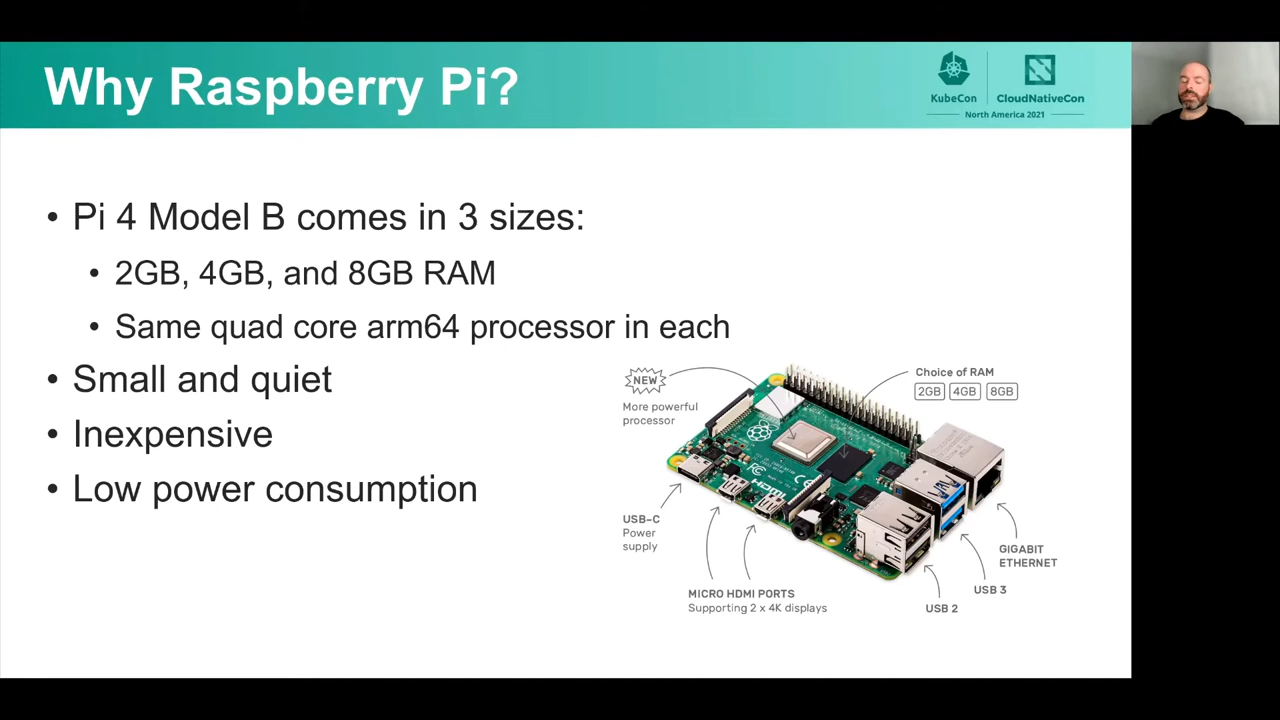 Why Raspberry Pi?
KubeCon
CloudNativeCon
North America 2021
• Pi 4 Model B comes in 3 sizes:
• 2GB, 4GB, and 8GB RAM
• Same quad core arm64 processor in each
• Small and quiet
• Inexpensive
• Low power consumption
NEW
More powerful
processor
Choice of RAM
2GB 4GB 8GB
USB-C
Power
supply
MICRO HDMI PORTS
Supporting 2 x 4K displays
USB 2
USB 3
GIGABIT
ETHERNET
FC
CE
HDMI